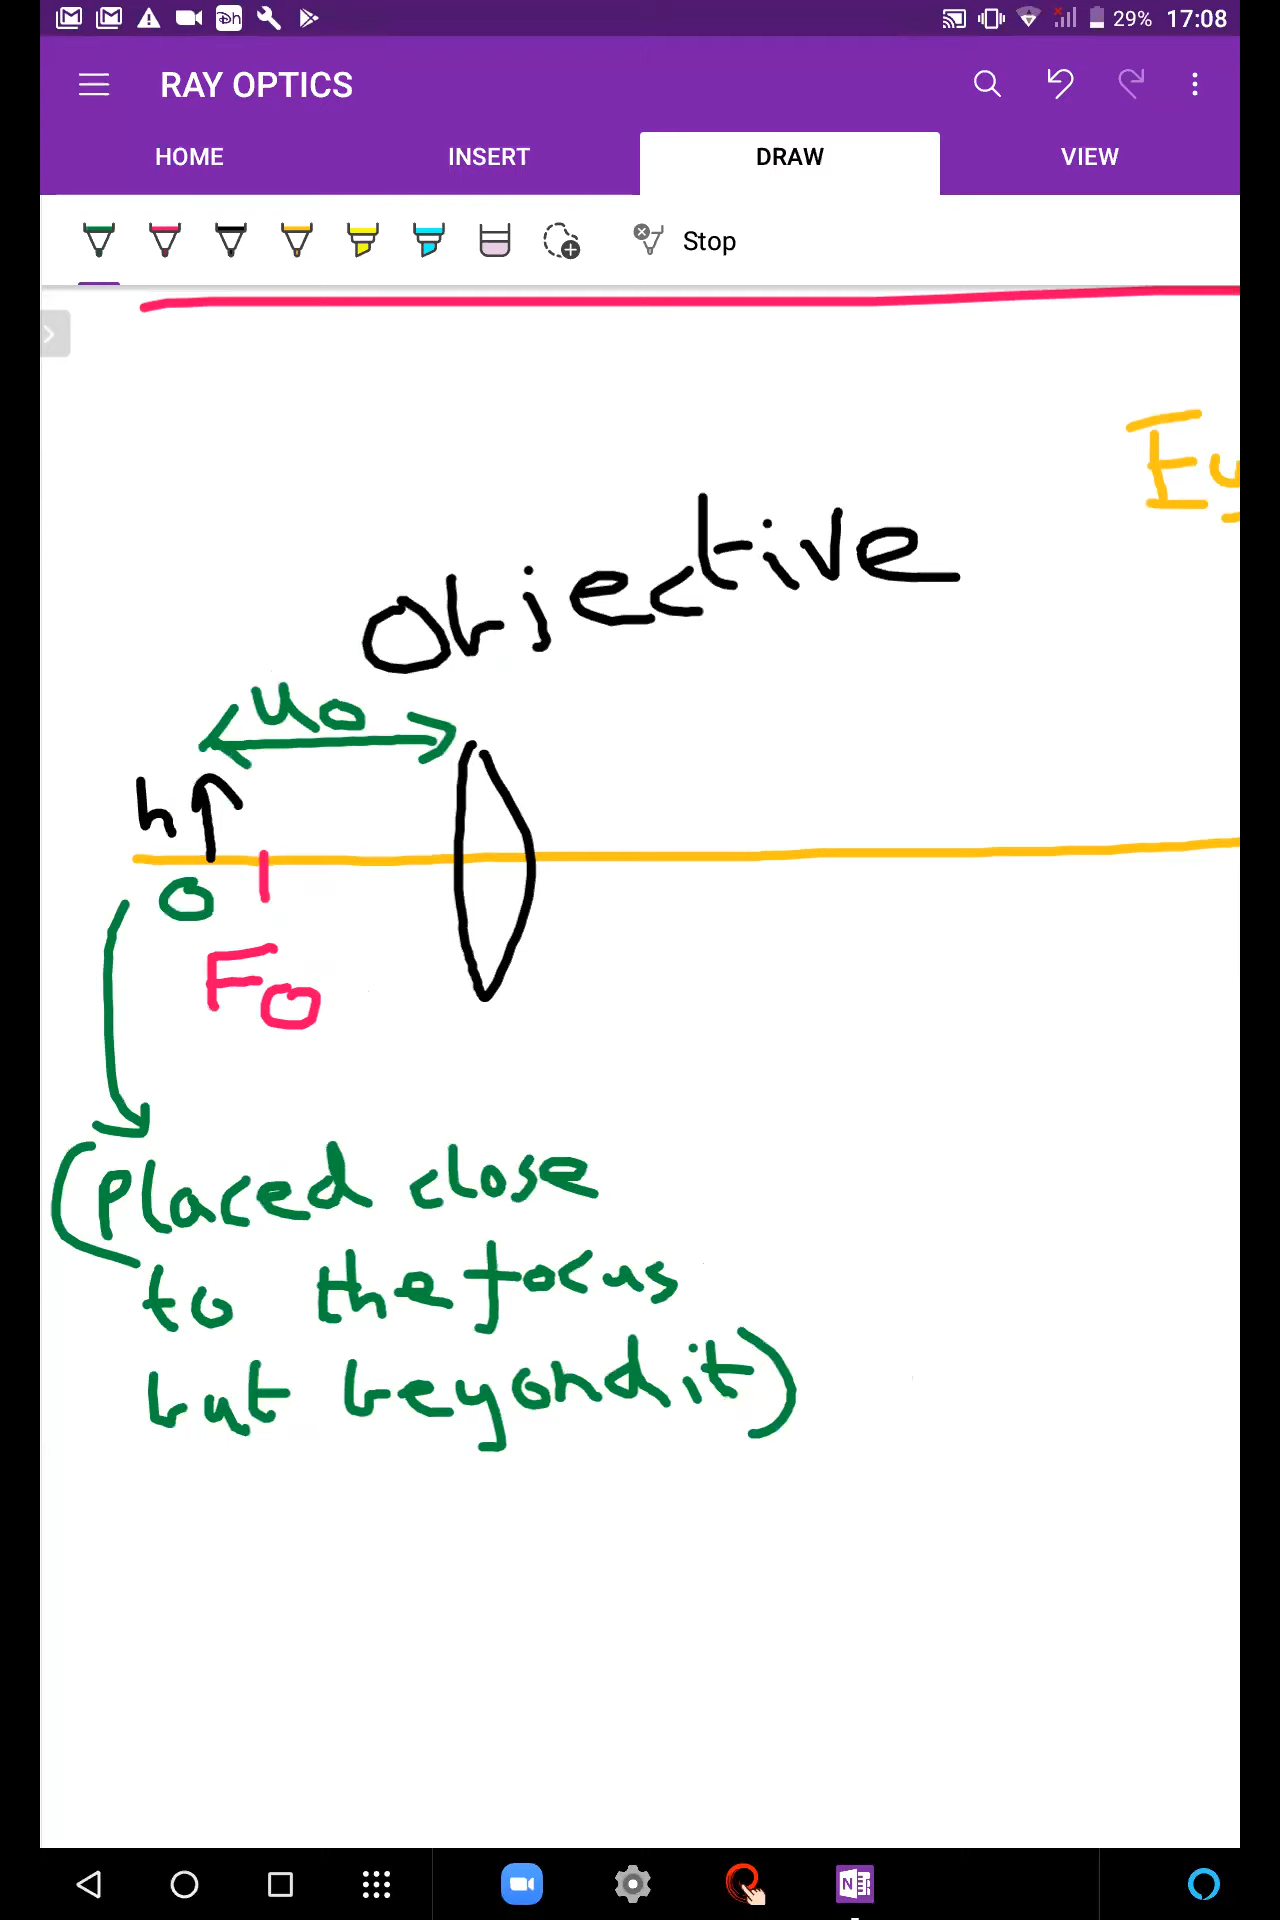 29% 17:08
RAY OPTICS
HOME INSERT DRAW VIEW
Stop
Ey
Objective
uo
h
O
Fo
(Placed close
to the focus
but beyond it)